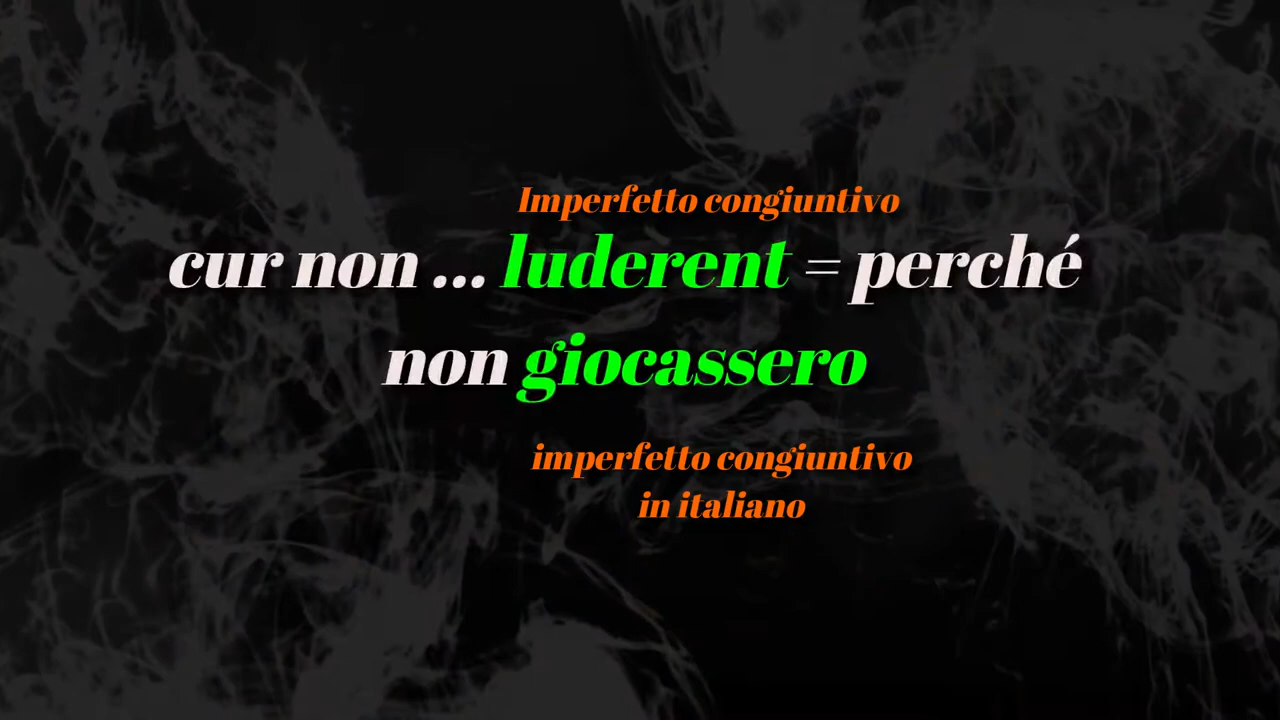 Imperfetto congiuntivo
cur non ... luderent = perché
non giocassero
imperfetto congiuntivo
in italiano